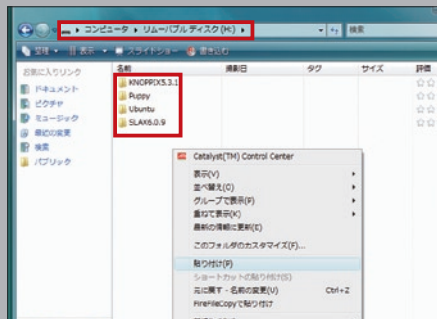 コンピュータ ▸ リムーバブル ディスク (H:) ▸
検索
整理 表示 スライド ショー 書き込む
お気に入りリンク
ドキュメント
ピクチャ
ミュージック
最近の変更
検索
パブリック
名前 撮影日 タグ サイズ 評価
KNOPPIX5.3.1
Puppy
Ubuntu
SLAX6.0.9
Catalyst(TM) Control Center
表示(V)
並べ替え(O)
グループで表示(P)
重ねて表示(K)
最新の情報に更新(E)
このフォルダのカスタマイズ(F)...
貼り付け(P)
ショートカットの貼り付け(S)
元に戻す - 名前の変更(U) Ctrl+Z
FireFileCopyで貼り付け